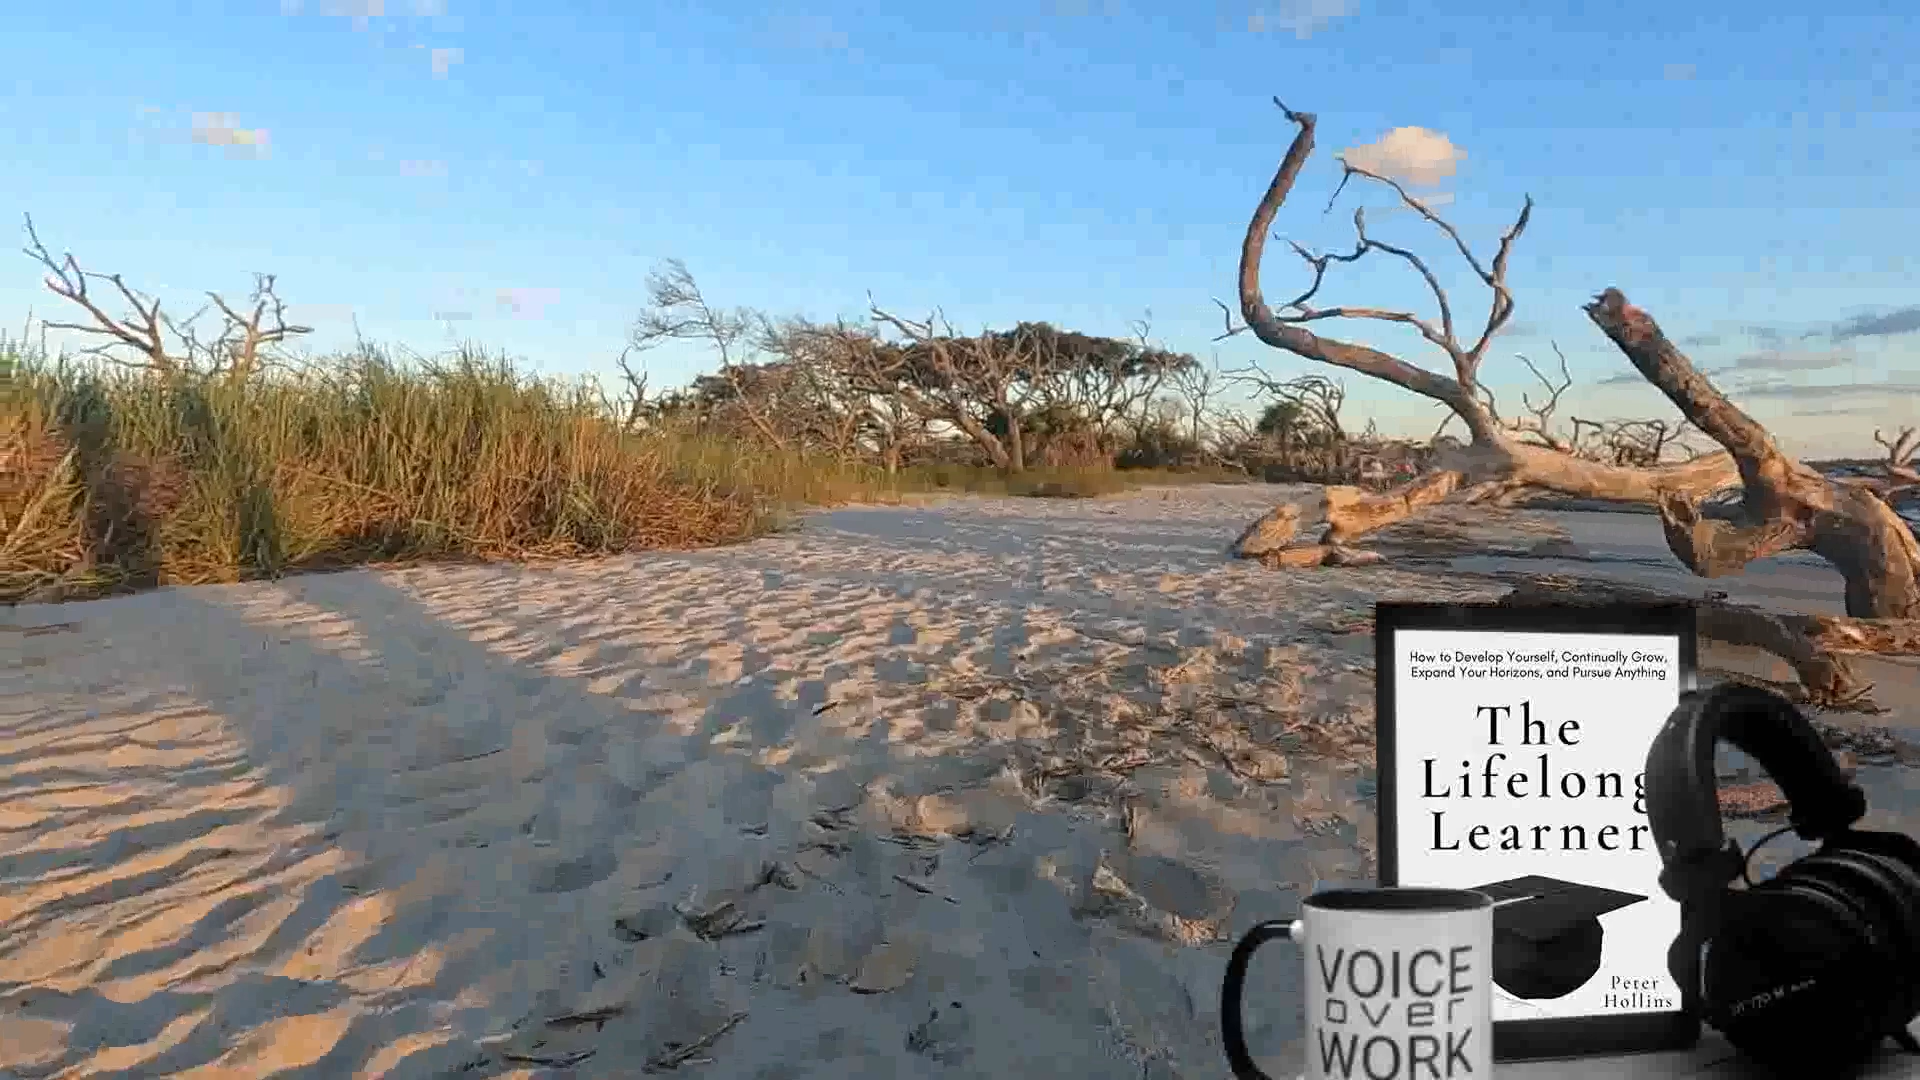 How to Develop Yourself, Continually Grow,
Expand Your Horizons, and Pursue Anything
The
Lifelong
Learner
Peter
Hollins
VOICE
over
WORK